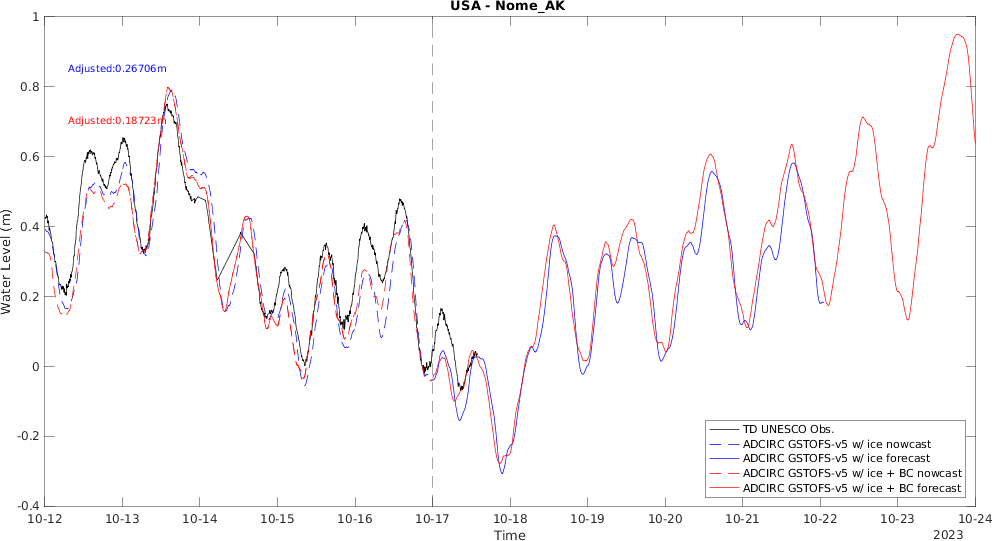 USA - Nome_AK
1
0.8
0.6
0.4
0.2
0
-0.2
-0.4
Water Level (m)
Adjusted:0.26706m
Adjusted:0.18723m
TD UNESCO Obs.
ADCIRC GSTOFS-v5 w/ ice nowcast
ADCIRC GSTOFS-v5 w/ ice forecast
ADCIRC GSTOFS-v5 w/ ice + BC nowcast
ADCIRC GSTOFS-v5 w/ ice + BC forecast
10-12 10-13 10-14 10-15 10-16 10-17 10-18 10-19 10-20 10-21 10-22 10-23 10-24
Time
2023